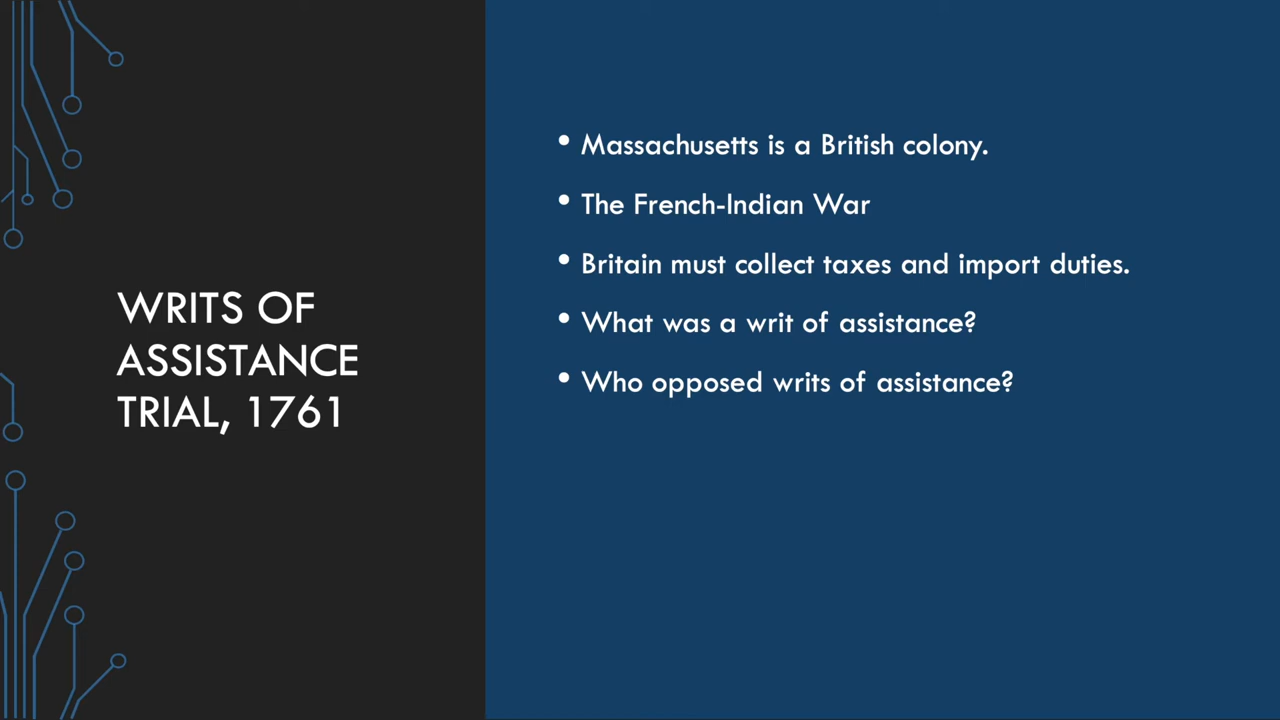 WRITS OF
ASSISTANCE
TRIAL, 1761
• Massachusetts is a British colony.
• The French-Indian War
• Britain must collect taxes and import duties.
• What was a writ of assistance?
• Who opposed writs of assistance?